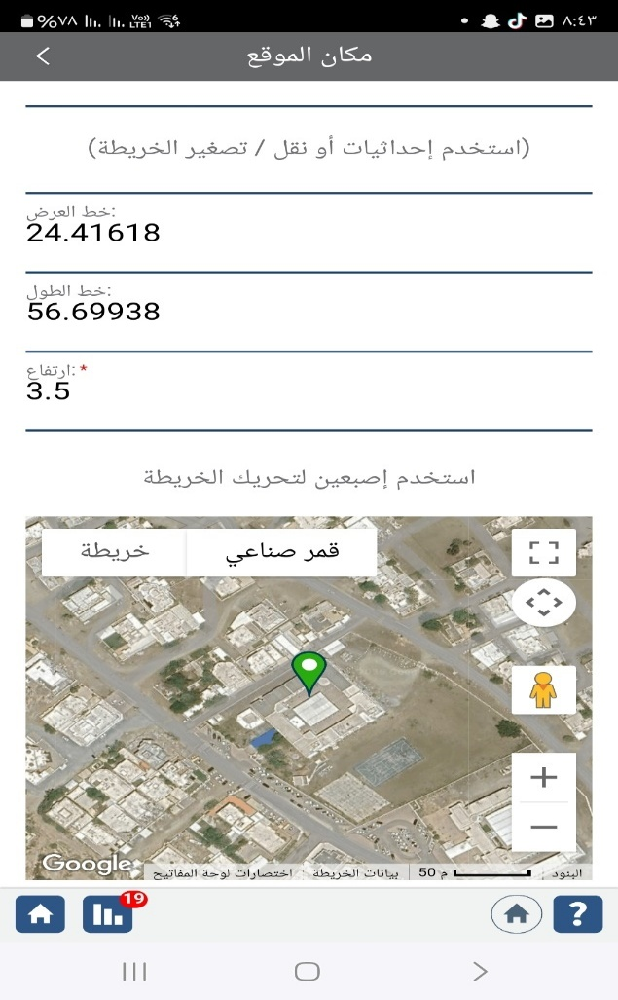 %٧٨ LTE1 ٨:٤٣
مكان الموقع
(استخدم إحداثيات أو نقل / تصغير الخريطة)
خط العرض:
24.41618
خط الطول:
56.69938
ارتفاع: *
3.5
استخدم إصبعين لتحريك الخريطة
قمر صناعي خريطة
Google
اختصارات لوحة المفاتيح بيانات الخريطة 50 م البنود
19
?